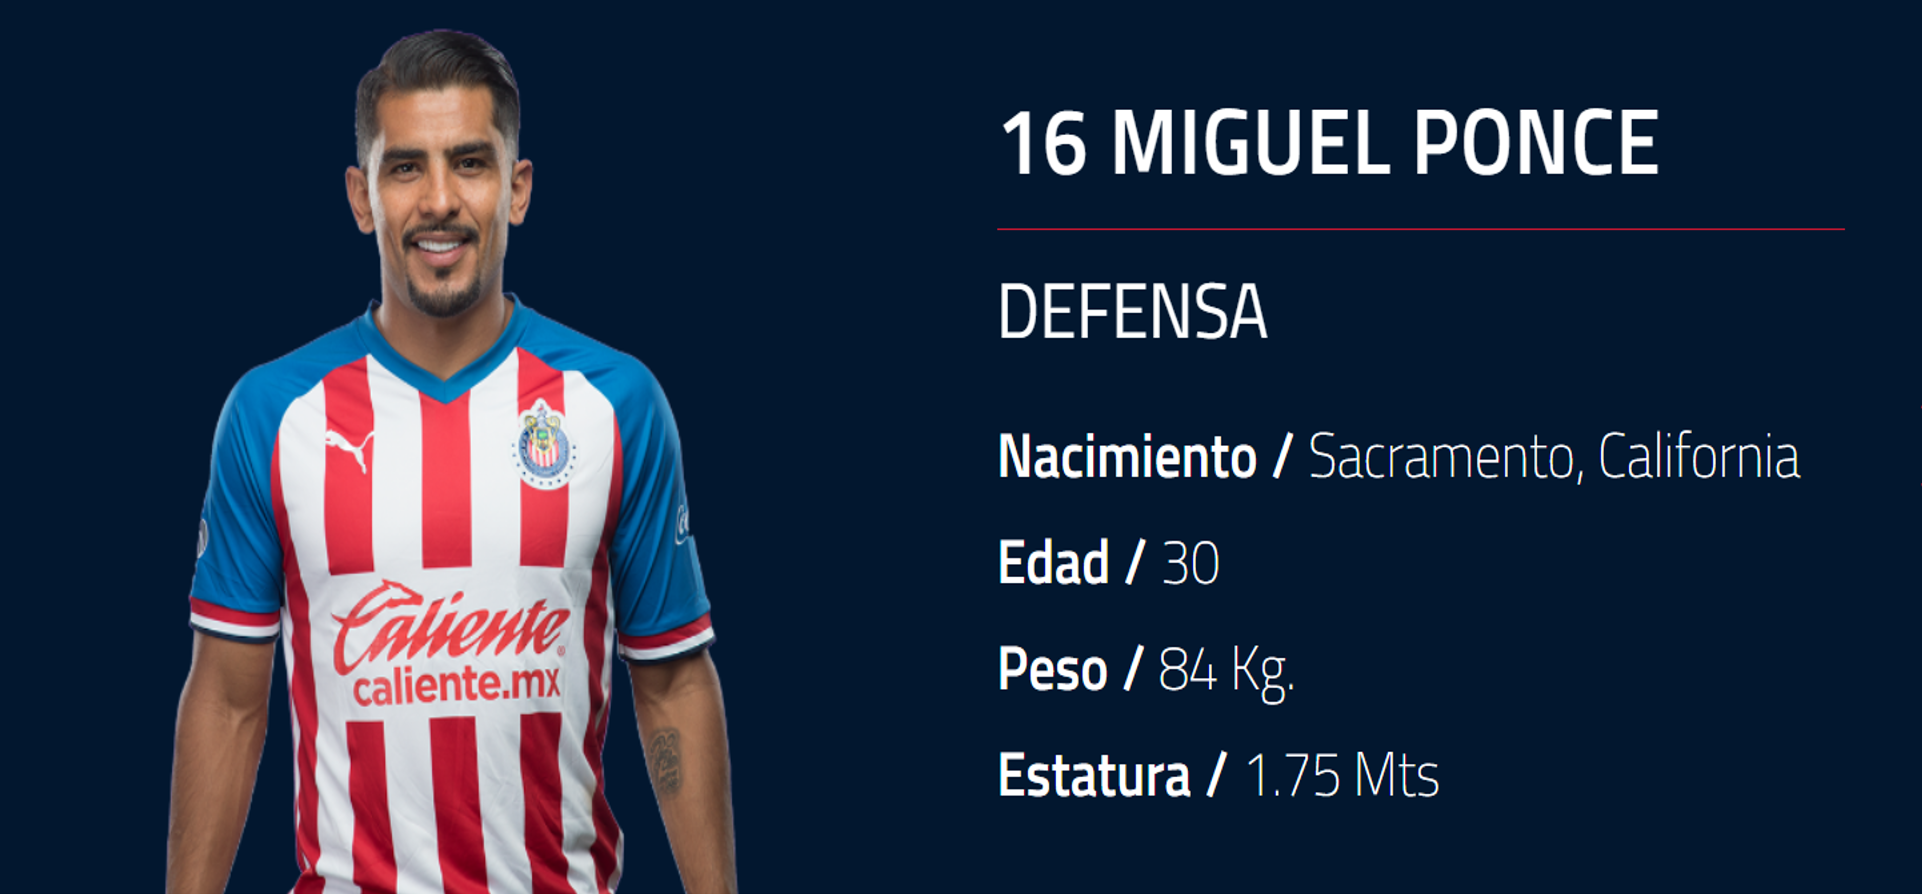 16 MIGUEL PONCE
DEFENSA
Nacimiento / Sacramento, California
Edad / 30
Peso / 84 Kg.
Estatura / 1.75 Mts
Caliente®
caliente.mx